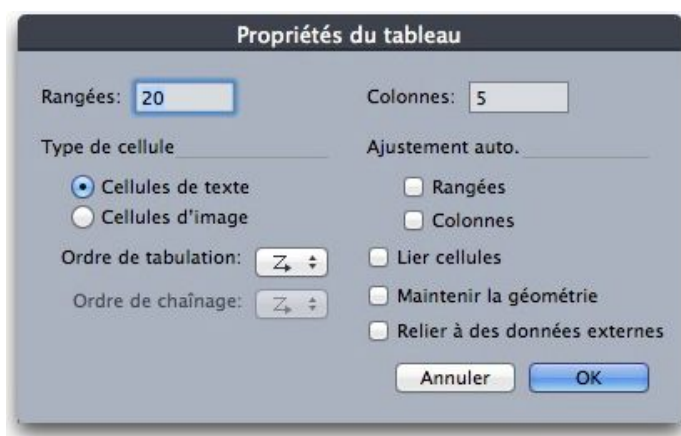 Propriétés du tableau
Rangées: 20
Colonnes: 5
Type de cellule
Cellules de texte
Cellules d'image
Ordre de tabulation:
Ordre de chaînage:
Ajustement auto.
Rangées
Colonnes
Lier cellules
Maintenir la géométrie
Relier à des données externes
Annuler
OK